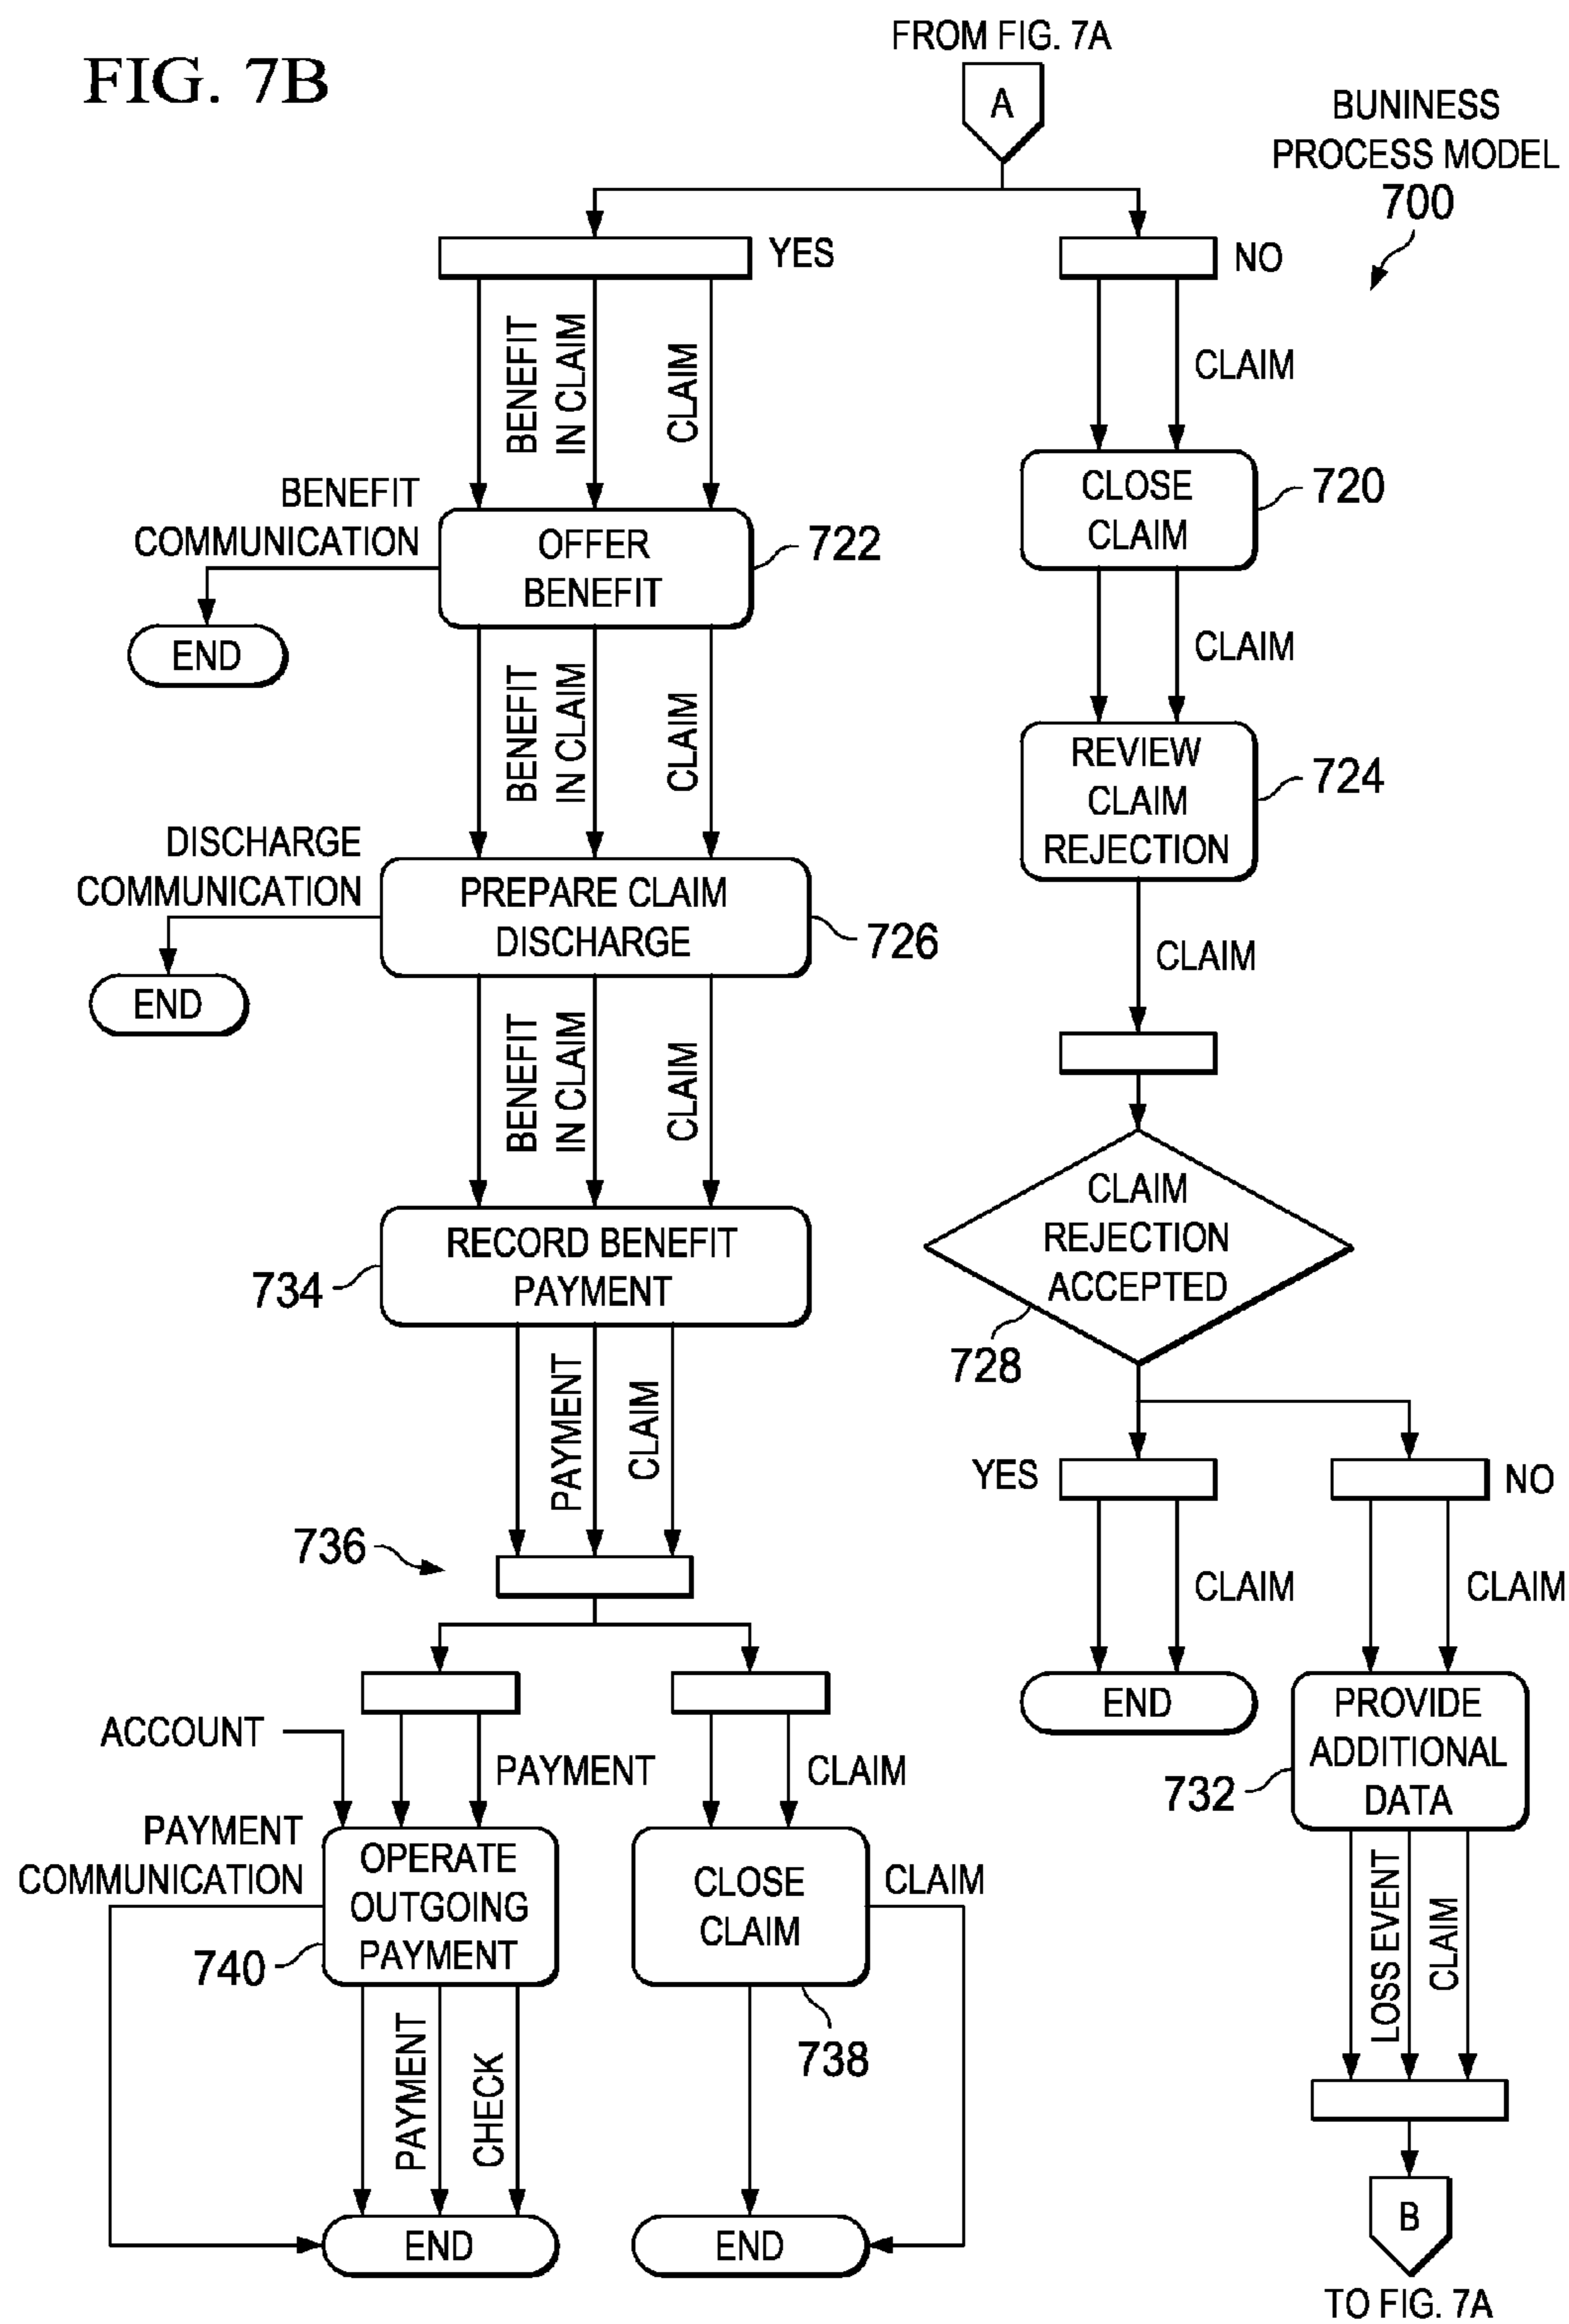 FIG. 7B
FROM FIG. 7A
A
BUNINESS
PROCESS MODEL
700
YES
NO
BENEFIT
IN CLAIM
CLAIM
CLAIM
CLOSE
CLAIM
720
BENEFIT
COMMUNICATION
OFFER
BENEFIT
722
END
CLAIM
BENEFIT
IN CLAIM
CLAIM
REVIEW
CLAIM
REJECTION
724
DISCHARGE
COMMUNICATION
PREPARE CLAIM
DISCHARGE
726
END
CLAIM
BENEFIT
IN CLAIM
CLAIM
CLAIM
REJECTION
ACCEPTED
728
RECORD BENEFIT
PAYMENT
734
PAYMENT
CLAIM
YES
NO
736
CLAIM
CLAIM
END
PROVIDE
ADDITIONAL
DATA
732
ACCOUNT
PAYMENT
CLAIM
PAYMENT
COMMUNICATION
OPERATE
OUTGOING
PAYMENT
740
CLOSE
CLAIM
CLAIM
738
LOSS EVENT
CLAIM
PAYMENT
CHECK
END
END
B
TO FIG. 7A